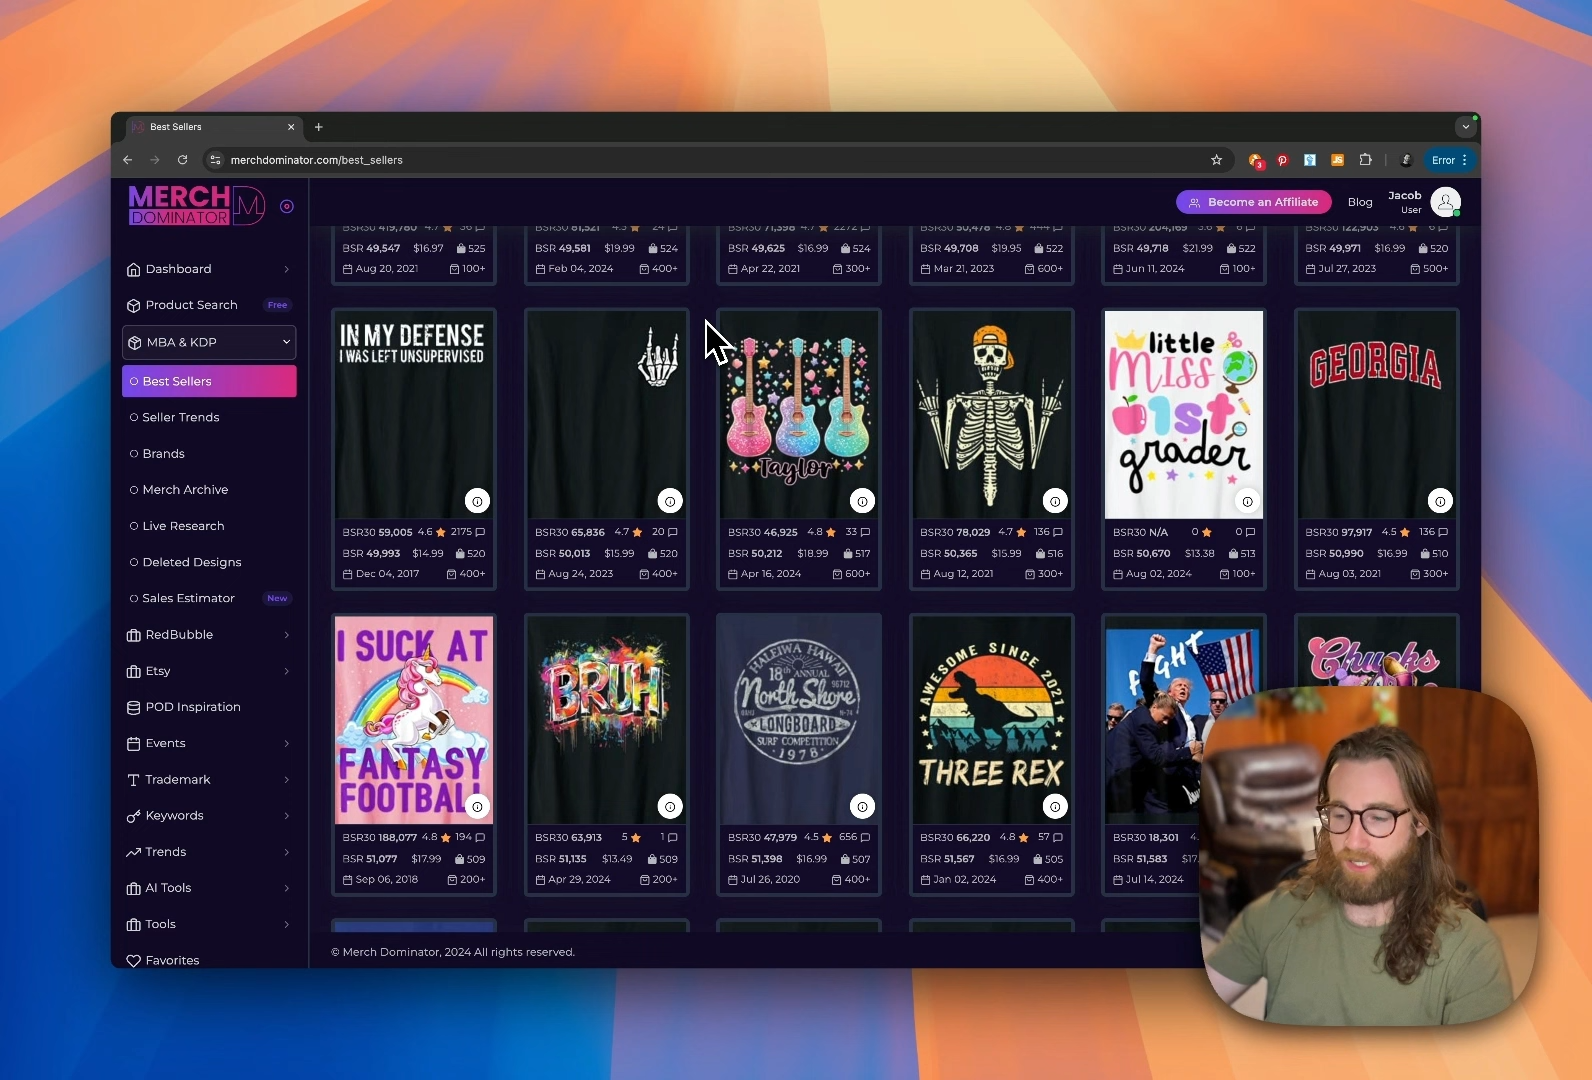 Best Sellers
merchdominator.com/best_sellers
3
JS
Error
MERCH
DOMINATOR
M
Become an Affiliate
Blog
Jacob
User
Dashboard
Product Search Free
MBA & KDP
Best Sellers
Seller Trends
Brands
Merch Archive
Live Research
Deleted Designs
Sales Estimator New
RedBubble
Etsy
POD Inspiration
Events
Trademark
Keywords
Trends
AI Tools
Tools
Favorites
BSR 49,547 $16.97 525
Aug 20, 2021 100+
BSR 49,581 $19.99 524
Feb 04, 2024 400+
BSR 49,625 $16.99 524
Apr 22, 2021 300+
BSR 49,708 $19.95 522
Mar 21, 2023 600+
BSR 49,718 $21.99 522
Jun 11, 2024 100+
BSR 49,971 $16.99 520
Jul 27, 2023 500+
IN MY DEFENSE
I WAS LEFT UNSUPERVISED
BSR30 59,005 4.6 2175
BSR 49,993 $14.99 520
Dec 04, 2017 400+
BSR30 65,836 4.7 20
BSR 50,013 $15.99 520
Aug 24, 2023 400+
Taylor
BSR30 46,925 4.8 33
BSR 50,212 $18.99 517
Apr 16, 2024 600+
BSR30 78,029 4.7 136
BSR 50,365 $15.99 516
Aug 12, 2021 300+
little
MISS
1st
grader
BSR30 N/A 0 0
BSR 50,670 $13.38 513
Aug 02, 2024 100+
GEORGIA
BSR30 97,917 4.5 136
BSR 50,990 $16.99 510
Aug 03, 2021 300+
I SUCK AT
FANTASY
FOOTBALL
BSR30 188,077 4.8 194
BSR 51,077 $17.99 509
Sep 06, 2018 200+
BRUH
BSR30 63,913 5 1
BSR 51,135 $13.49 509
Apr 29, 2024 200+
HALEIWA HAWAII
18th ANNUAL
96712
North Shore
OAHU
N-74
LONGBOARD
SURF COMPETITION
1978
BSR30 47,979 4.5 656
BSR 51,398 $16.99 507
Jul 26, 2020 400+
AWESOME SINCE 2021
THREE REX
BSR30 66,220 4.8 57
BSR 51,567 $16.99 505
Jan 02, 2024 400+
FIGHT
BSR30 18,301 4.
BSR 51,583 $17.
Jul 14, 2024
Chucks
© Merch Dominator, 2024 All rights reserved.